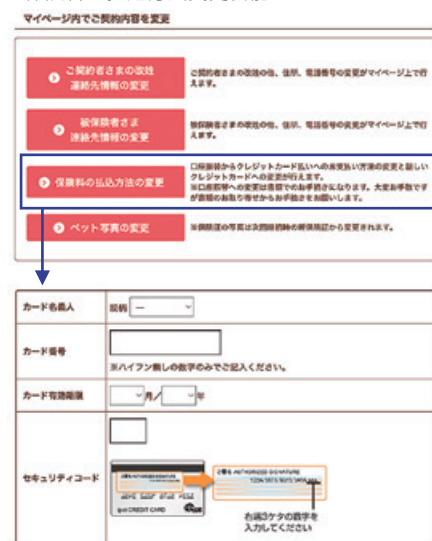 マイページ内でご契約内容を変更
ご契約者さまの改姓
連絡先情報の変更
ご契約者さまの改姓の他、住所、電話番号の変更がマイページ上で行
えます。
被保険者さま
連絡先情報の変更
被保険者さまの改姓の他、住所、電話番号の変更がマイページ上で行
えます。
保険料の払込方法の変更
口座振替からクレジットカード払いへのお支払い方法の変更と新しい
クレジットカードへの変更が行えます。
※口座振替への変更は書類でのお手続きになります。大変お手数です
が書類のお取り寄せからお手続きをお願いします。
ペット写真の変更
※保険証の写真は次回継続時の新保険証から変更されます。
カード名義人
続柄 ―
カード番号
※ハイフン無しの数字のみでご記入ください。
カード有効期限
月／
年
セキュリティコード
AUTHORIZED SIGNATURE
CREDIT CARD
右端3ケタの数字を
入力してください